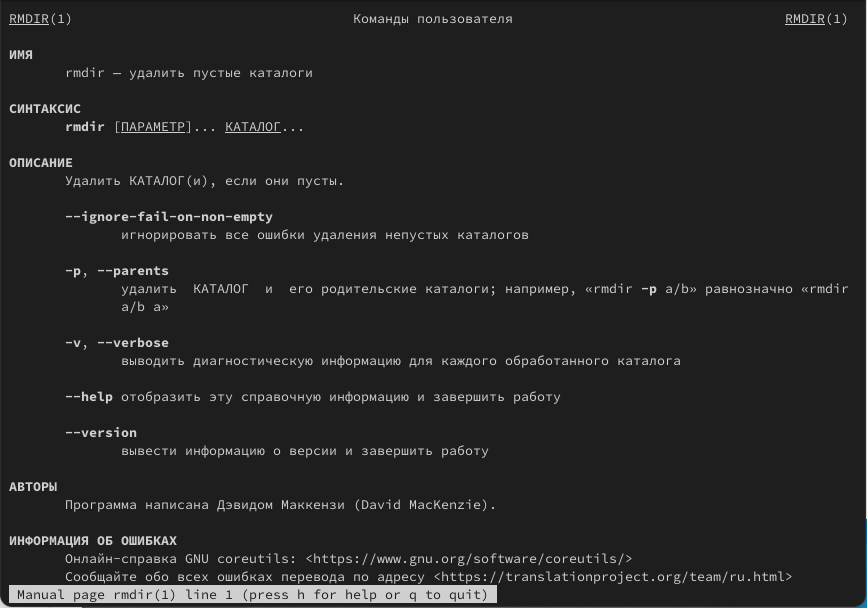 RMDIR(1) Команды пользователя RMDIR(1)
ИМЯ
rmdir — удалить пустые каталоги
СИНТАКСИС
rmdir [ПАРАМЕТР]... КАТАЛОГ...
ОПИСАНИЕ
Удалить КАТАЛОГ(и), если они пусты.
--ignore-fail-on-non-empty
игнорировать все ошибки удаления непустых каталогов
-p, --parents
удалить КАТАЛОГ и его родительские каталоги; например, «rmdir -p a/b» равнозначно «rmdir
a/b a»
-v, --verbose
выводить диагностическую информацию для каждого обработанного каталога
--help отобразить эту справочную информацию и завершить работу
--version
вывести информацию о версии и завершить работу
АВТОРЫ
Программа написана Дэвидом Маккензи (David MacKenzie).
ИНФОРМАЦИЯ ОБ ОШИБКАХ
Онлайн-справка GNU coreutils: <https://www.gnu.org/software/coreutils/>
Сообщайте обо всех ошибках перевода по адресу <https://translationproject.org/team/ru.html>
Manual page rmdir(1) line 1 (press h for help or q to quit)